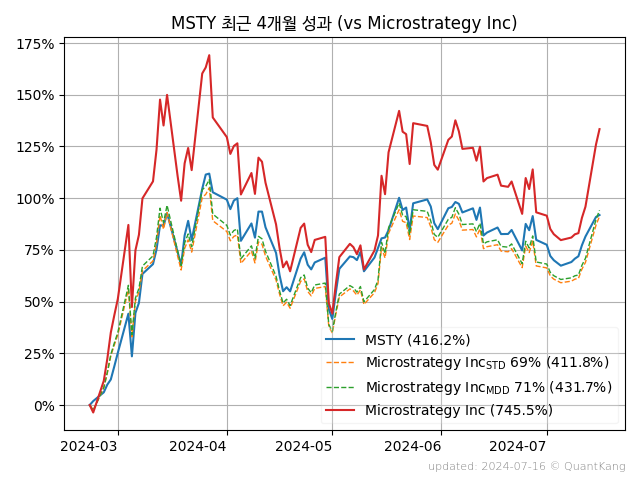 MSTY 최근 4개월 성과 (vs Microstrategy Inc)
175%
150%
125%
100%
75%
50%
25%
0%
MSTY (416.2%)
Microstrategy Inc_STD 69% (411.8%)
Microstrategy Inc_MDD 71% (431.7%)
Microstrategy Inc (745.5%)
2024-03 2024-04 2024-05 2024-06 2024-07
updated: 2024-07-16 © QuantKang